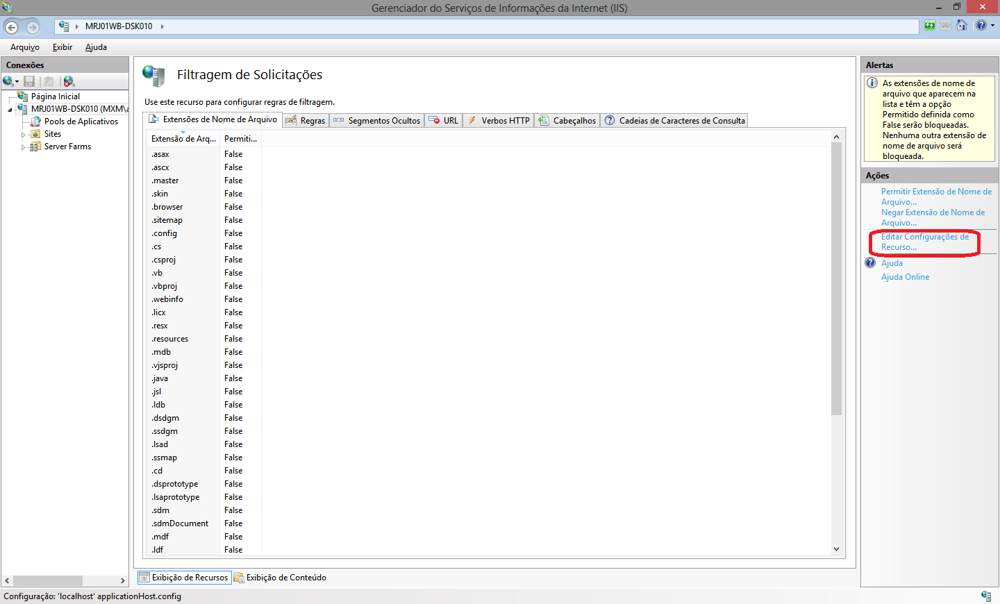 Gerenciador do Serviços de Informações da Internet (IIS)
MRJ01WB-DSK010
Arquivo Exibir Ajuda
Conexões
Página Inicial
MRJ01WB-DSK010 (MXM\a
Pools de Aplicativos
Sites
Server Farms
Filtragem de Solicitações
Use este recurso para configurar regras de filtragem.
Extensões de Nome de Arquivo Regras Segmentos Ocultos URL Verbos HTTP Cabeçalhos Cadeias de Caracteres de Consulta
Extensão de Arq... Permiti...
.asax False
.ascx False
.master False
.skin False
.browser False
.sitemap False
.config False
.cs False
.csproj False
.vb False
.vbproj False
.webinfo False
.licx False
.resx False
.resources False
.mdb False
.vjsproj False
.java False
.jsl False
.ldb False
.dsdgm False
.ssdgm False
.lsad False
.ssmap False
.cd False
.dsprototype False
.lsaprototype False
.sdm False
.sdmDocument False
.mdf False
.ldf False
Exibição de Recursos Exibição de Conteúdo
Alertas
As extensões de nome de
arquivo que aparecem na
lista e têm a opção
Permitido definida como
False serão bloqueadas.
Nenhuma outra extensão de
nome de arquivo será
bloqueada.
Ações
Permitir Extensão de Nome de
Arquivo...
Negar Extensão de Nome de
Arquivo...
Editar Configurações de
Recurso...
Ajuda
Ajuda Online
Configuração: 'localhost' applicationHost.config